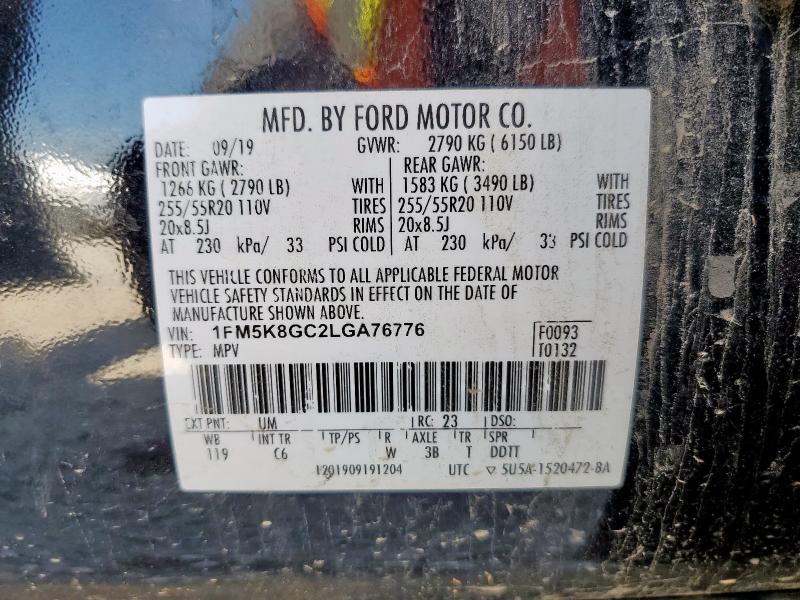 MFD. BY FORD MOTOR CO.
DATE: 09/19 GVWR: 2790 KG ( 6150 LB)
FRONT GAWR: REAR GAWR:
1266 KG ( 2790 LB) WITH 1583 KG ( 3490 LB) WITH
255/55R20 110V TIRES 255/55R20 110V TIRES
20x8.5J RIMS 20x8.5J RIMS
AT 230 kPa/ 33 PSI COLD AT 230 kPa/ 33 PSI COLD
THIS VEHICLE CONFORMS TO ALL APPLICABLE FEDERAL MOTOR
VEHICLE SAFETY STANDARDS IN EFFECT ON THE DATE OF
MANUFACTURE SHOWN ABOVE.
VIN: 1FM5K8GC2LGA76776 F0093
TYPE: MPV T0132
EXT PNT: UM RC: 23 DSO:
WB INT TR TP/PS R AXLE TR SPR
119 C6 W 3B T DDTT
1201909191204 UTC ▽ 5U5A-1520472-BA